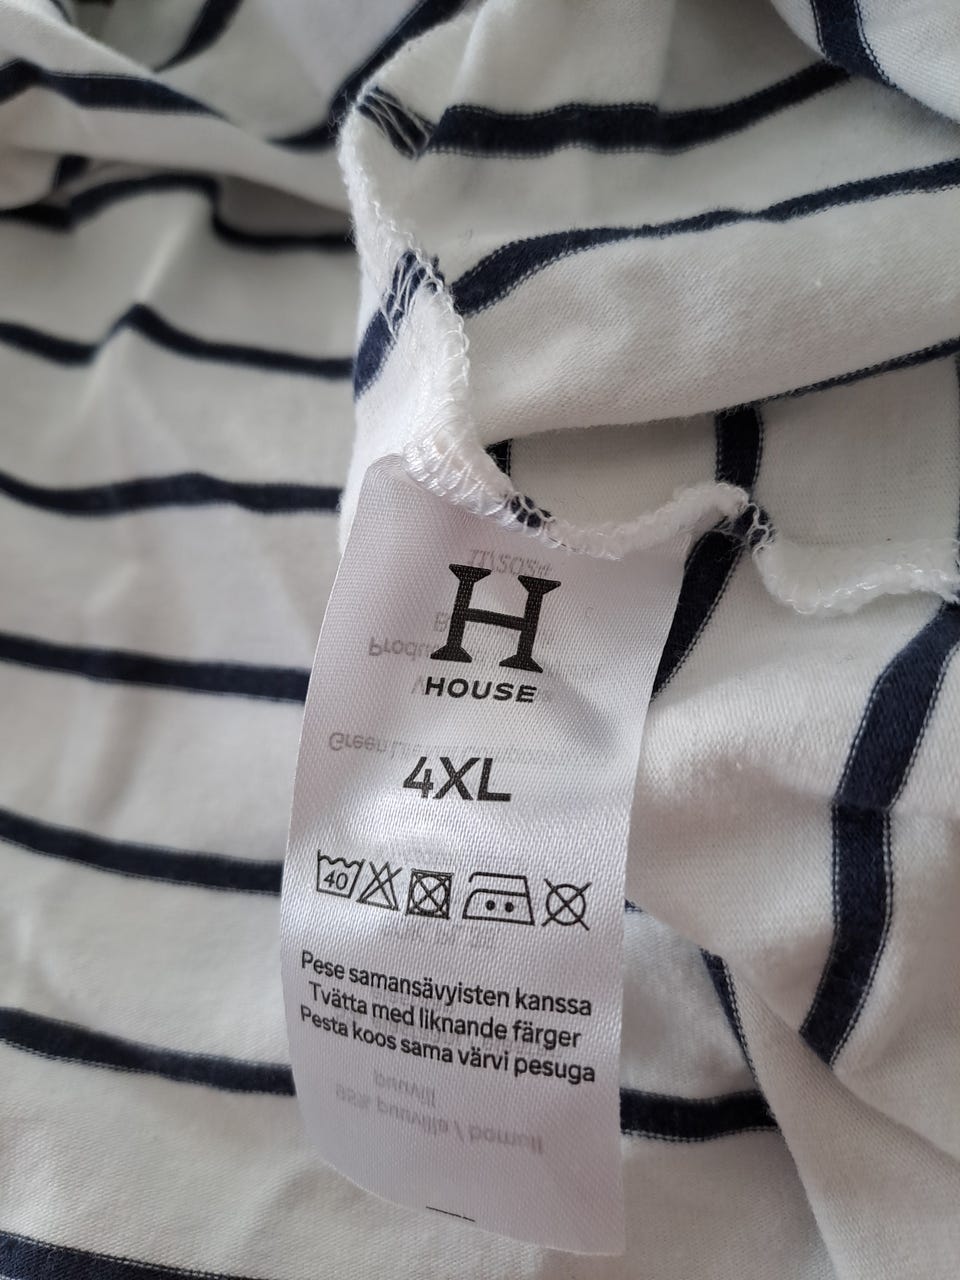 H
HOUSE
4XL
40
Pese samansävyisten kanssa
Tvätta med liknande färger
Pesta koos sama värvi pesuga